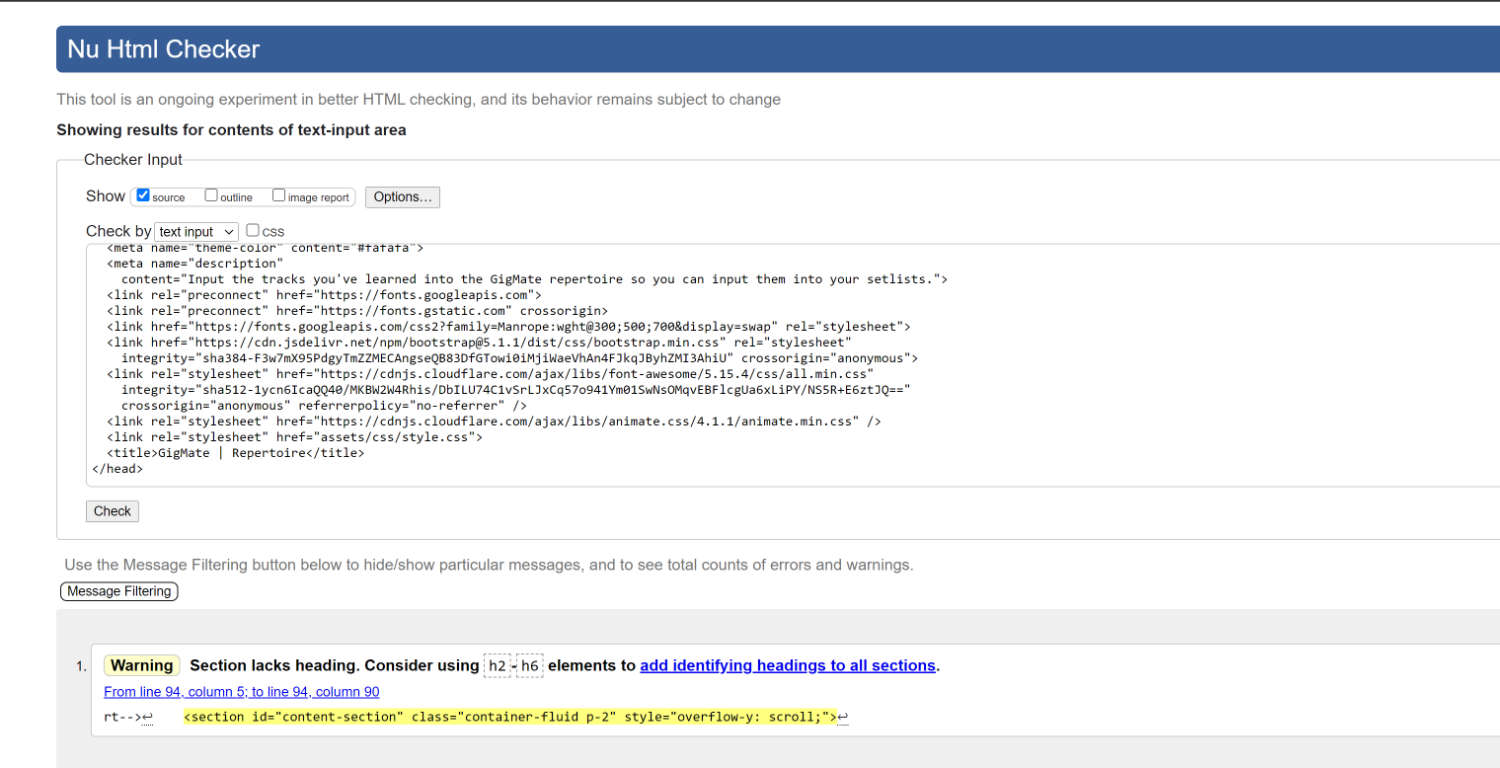 Nu Html Checker
This tool is an ongoing experiment in better HTML checking, and its behavior remains subject to change
Showing results for contents of text-input area
Checker Input
Show source outline image report Options...
Check by text input css
<meta name="theme-color" content="#fafafa">
<meta name="description"
content="Input the tracks you've learned into the GigMate repertoire so you can input them into your setlists.">
<link rel="preconnect" href="https://fonts.googleapis.com">
<link rel="preconnect" href="https://fonts.gstatic.com" crossorigin>
<link href="https://fonts.googleapis.com/css2?family=Manrope:wght@300;500;700&display=swap" rel="stylesheet">
<link href="https://cdn.jsdelivr.net/npm/bootstrap@5.1.1/dist/css/bootstrap.min.css" rel="stylesheet"
integrity="sha384-F3w7mX95PdgyTmZZMECAngseQB83DfGTowi0iMjiWaeVhAn4FJkqJByhZMI3AhiU" crossorigin="anonymous">
<link rel="stylesheet" href="https://cdnjs.cloudflare.com/ajax/libs/font-awesome/5.15.4/css/all.min.css"
integrity="sha512-1ycn6IcaQQ40/MKBW2W4Rhis/DbILU74C1vSrLJxCq57o941Ym01SwNsOMqvEBFlcgUa6xLiPY/NS5R+E6ztJQ=="
crossorigin="anonymous" referrerpolicy="no-referrer" />
<link rel="stylesheet" href="https://cdnjs.cloudflare.com/ajax/libs/animate.css/4.1.1/animate.min.css" />
<link rel="stylesheet" href="assets/css/style.css">
<title>GigMate | Repertoire</title>
</head>
Check
Use the Message Filtering button below to hide/show particular messages, and to see total counts of errors and warnings.
Message Filtering
1. Warning Section lacks heading. Consider using h2-h6 elements to add identifying headings to all sections.
From line 94, column 5; to line 94, column 90
rt-->↩ <section id="content-section" class="container-fluid p-2" style="overflow-y: scroll;">↩